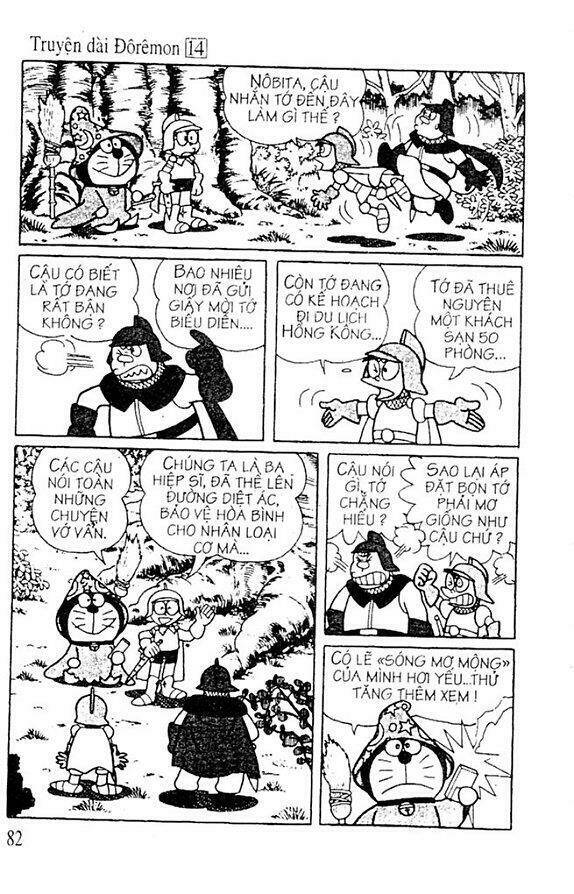 Truyện dài Đôrêmon 14
NÔBITA, CẬU
NHẮN TỚ ĐẾN ĐÂY
LÀM GÌ THẾ ?
CẬU CÓ BIẾT
LÀ TỚ ĐANG
RẤT BẬN
KHÔNG ?
BAO NHIÊU
NƠI ĐÃ GỬI
GIẤY MỜI TỚ
BIỂU DIỄN....
CÒN TỚ ĐANG
CÓ KẾ HOẠCH
ĐI DU LỊCH
HỒNG KÔNG...
TỚ ĐÃ THUÊ
NGUYÊN
MỘT KHÁCH
SẠN 50
PHÒNG...
CÁC CẬU
NÓI TOÀN
NHỮNG
CHUYỆN
VỚ VẨN.
CHÚNG TA LÀ BA
HIỆP SĨ, ĐÃ THỀ LÊN
ĐƯỜNG DIỆT ÁC,
BẢO VỆ HÒA BÌNH
CHO NHÂN LOẠI
CƠ MÀ...
CẬU NÓI
GÌ, TỚ
CHẲNG
HIỂU ?
SAO LẠI ÁP
ĐẶT BỌN TỚ
PHẢI MƠ
GIỐNG NHƯ
CẬU CHỨ ?
CÓ LẼ «SÓNG MƠ MỘNG»
CỦA MÌNH HƠI YẾU...THỬ
TĂNG THÊM XEM !
82